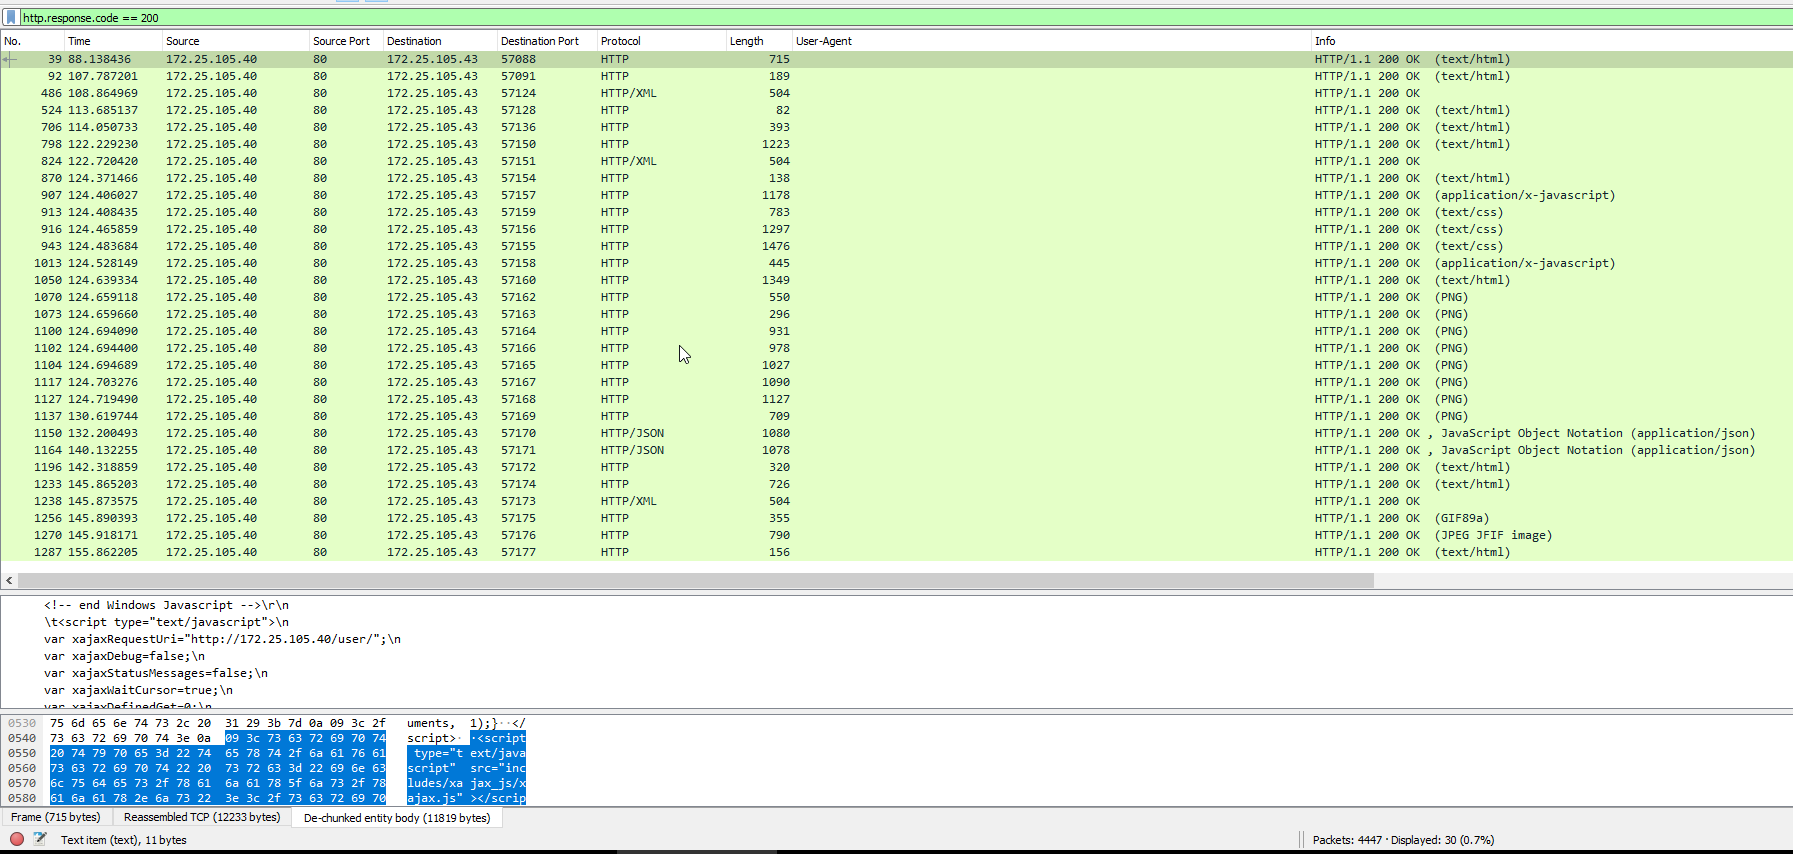 http.response.code == 200
No. Time Source Source Port Destination Destination Port Protocol Length User-Agent Info
39 88.138436 172.25.105.40 80 172.25.105.43 57088 HTTP 715 HTTP/1.1 200 OK (text/html)
92 107.787201 172.25.105.40 80 172.25.105.43 57091 HTTP 189 HTTP/1.1 200 OK (text/html)
486 108.864969 172.25.105.40 80 172.25.105.43 57124 HTTP/XML 504 HTTP/1.1 200 OK
524 113.685137 172.25.105.40 80 172.25.105.43 57128 HTTP 82 HTTP/1.1 200 OK (text/html)
706 114.050733 172.25.105.40 80 172.25.105.43 57136 HTTP 393 HTTP/1.1 200 OK (text/html)
798 122.229230 172.25.105.40 80 172.25.105.43 57150 HTTP 1223 HTTP/1.1 200 OK (text/html)
824 122.720420 172.25.105.40 80 172.25.105.43 57151 HTTP/XML 504 HTTP/1.1 200 OK
870 124.371466 172.25.105.40 80 172.25.105.43 57154 HTTP 138 HTTP/1.1 200 OK (text/html)
907 124.406027 172.25.105.40 80 172.25.105.43 57157 HTTP 1178 HTTP/1.1 200 OK (application/x-javascript)
913 124.408435 172.25.105.40 80 172.25.105.43 57159 HTTP 783 HTTP/1.1 200 OK (text/css)
916 124.465859 172.25.105.40 80 172.25.105.43 57156 HTTP 1297 HTTP/1.1 200 OK (text/css)
943 124.483684 172.25.105.40 80 172.25.105.43 57155 HTTP 1476 HTTP/1.1 200 OK (text/css)
1013 124.528149 172.25.105.40 80 172.25.105.43 57158 HTTP 445 HTTP/1.1 200 OK (application/x-javascript)
1050 124.639334 172.25.105.40 80 172.25.105.43 57160 HTTP 1349 HTTP/1.1 200 OK (text/html)
1070 124.659118 172.25.105.40 80 172.25.105.43 57162 HTTP 550 HTTP/1.1 200 OK (PNG)
1073 124.659660 172.25.105.40 80 172.25.105.43 57163 HTTP 296 HTTP/1.1 200 OK (PNG)
1100 124.694090 172.25.105.40 80 172.25.105.43 57164 HTTP 931 HTTP/1.1 200 OK (PNG)
1102 124.694400 172.25.105.40 80 172.25.105.43 57166 HTTP 978 HTTP/1.1 200 OK (PNG)
1104 124.694689 172.25.105.40 80 172.25.105.43 57165 HTTP 1027 HTTP/1.1 200 OK (PNG)
1117 124.703276 172.25.105.40 80 172.25.105.43 57167 HTTP 1090 HTTP/1.1 200 OK (PNG)
1127 124.719490 172.25.105.40 80 172.25.105.43 57168 HTTP 1127 HTTP/1.1 200 OK (PNG)
1137 130.619744 172.25.105.40 80 172.25.105.43 57169 HTTP 709 HTTP/1.1 200 OK (PNG)
1150 132.200493 172.25.105.40 80 172.25.105.43 57170 HTTP/JSON 1080 HTTP/1.1 200 OK , JavaScript Object Notation (application/json)
1164 140.132255 172.25.105.40 80 172.25.105.43 57171 HTTP/JSON 1078 HTTP/1.1 200 OK , JavaScript Object Notation (application/json)
1196 142.318859 172.25.105.40 80 172.25.105.43 57172 HTTP 320 HTTP/1.1 200 OK (text/html)
1233 145.865203 172.25.105.40 80 172.25.105.43 57174 HTTP 726 HTTP/1.1 200 OK (text/html)
1238 145.873575 172.25.105.40 80 172.25.105.43 57173 HTTP/XML 504 HTTP/1.1 200 OK
1256 145.890393 172.25.105.40 80 172.25.105.43 57175 HTTP 355 HTTP/1.1 200 OK (GIF89a)
1270 145.918171 172.25.105.40 80 172.25.105.43 57176 HTTP 790 HTTP/1.1 200 OK (JPEG JFIF image)
1287 155.862205 172.25.105.40 80 172.25.105.43 57177 HTTP 156 HTTP/1.1 200 OK (text/html)
<!-- end Windows Javascript -->\r\n
\t<script type="text/javascript">\n
var xajaxRequestUri="http://172.25.105.40/user/";\n
var xajaxDebug=false;\n
var xajaxStatusMessages=false;\n
var xajaxWaitCursor=true;\n
var xajaxDefinedGet=0;\n
0530 75 6d 65 6e 74 73 2c 20 31 29 3b 7d 0a 09 3c 2f uments, 1);}··</
0540 73 63 72 69 70 74 3e 0a 09 3c 73 63 72 69 70 74 script>· ·<script
0550 20 74 79 70 65 3d 22 74 65 78 74 2f 6a 61 76 61 type="t ext/java
0560 73 63 72 69 70 74 22 20 73 72 63 3d 22 69 6e 63 script" src="inc
0570 6c 75 64 65 73 2f 78 61 6a 61 78 5f 6a 73 2f 78 ludes/xa jax_js/x
0580 61 6a 61 78 2e 6a 73 22 3e 3c 2f 73 63 72 69 70 ajax.js" ></scrip
Frame (715 bytes) Reassembled TCP (12233 bytes) De-chunked entity body (11819 bytes)
Text item (text), 11 bytes Packets: 4447 · Displayed: 30 (0.7%)